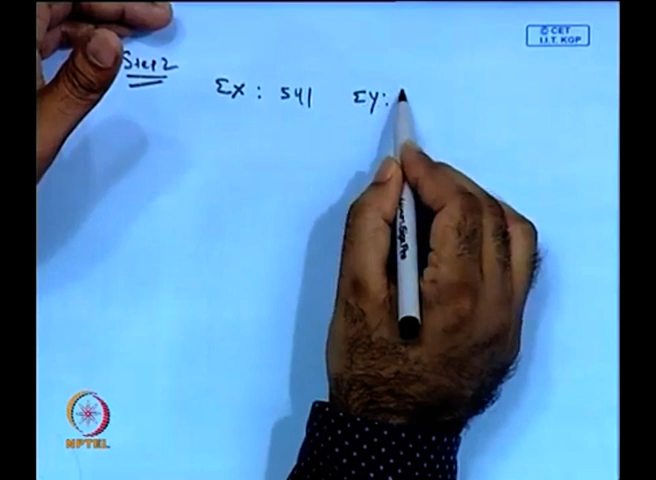 © CET
I.I.T. KGP
Step 2
Σx : 541 Σy :
NPTEL